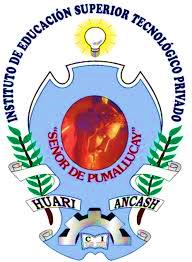 INSTITUTO DE EDUCACIÓN SUPERIOR TECNOLÓGICO PRIVADO
"SEÑOR DE PUMALLUCAY"
HUARI ANCASH